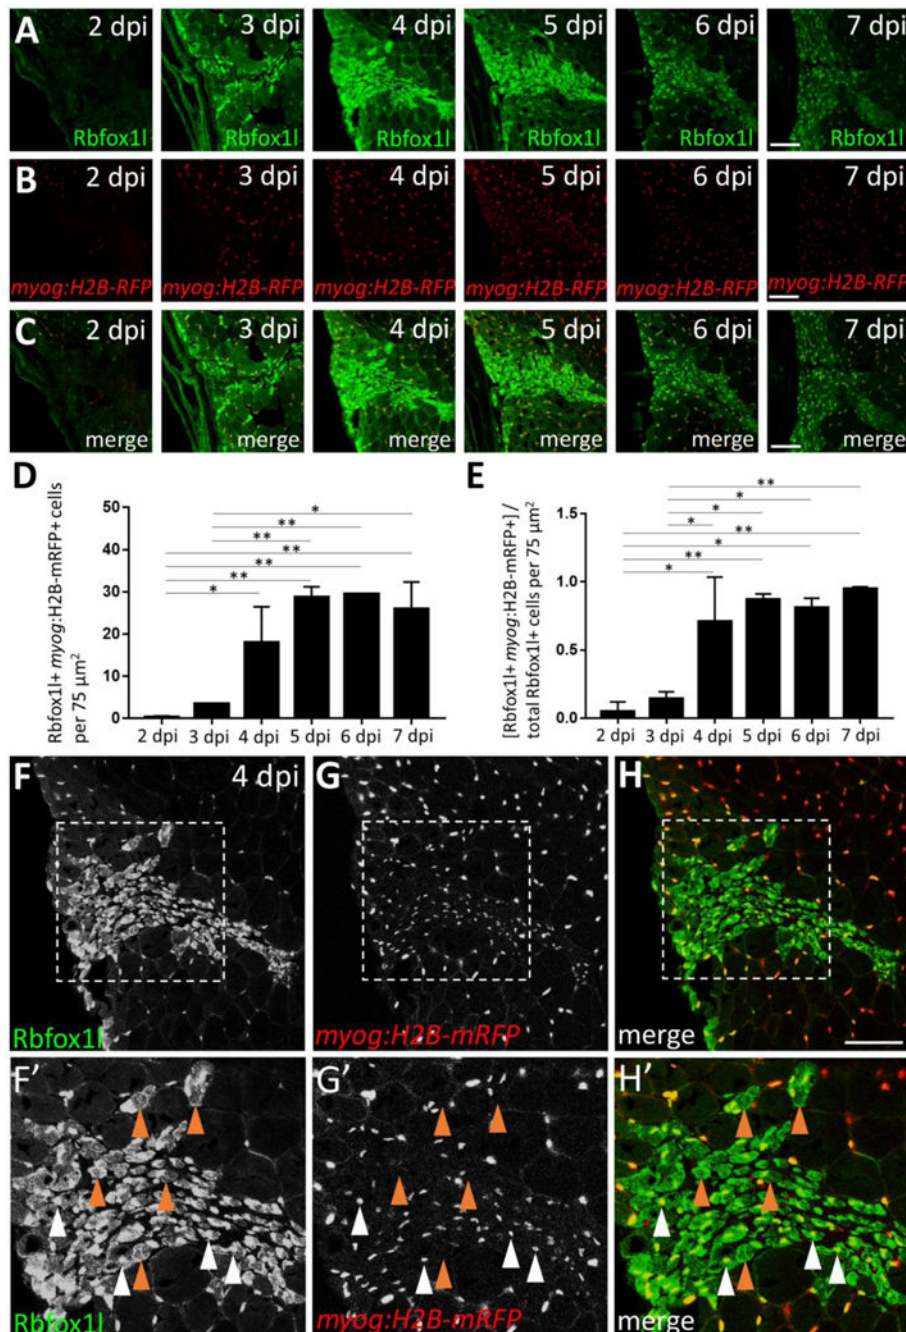 A 2 dpi 3 dpi 4 dpi 5 dpi 6 dpi 7 dpi
Rbfox1l Rbfox1l Rbfox1l Rbfox1l Rbfox1l Rbfox1l
B 2 dpi 3 dpi 4 dpi 5 dpi 6 dpi 7 dpi
myog:H2B-RFP myog:H2B-RFP myog:H2B-RFP myog:H2B-RFP myog:H2B-RFP myog:H2B-RFP
C 2 dpi 3 dpi 4 dpi 5 dpi 6 dpi 7 dpi
merge merge merge merge merge merge
D
Rbfox1l+ myog:H2B-mRFP+ cells
per 75 µm²
50
40
30
20
10
0
*
**
**
**
**
**
*
2 dpi 3 dpi 4 dpi 5 dpi 6 dpi 7 dpi
E
[Rbfox1l+ myog:H2B-mRFP+] /
total Rbfox1l+ cells per 75 µm²
1.5
1.0
0.5
0.0
**
*
*
*
**
*
**
*
2 dpi 3 dpi 4 dpi 5 dpi 6 dpi 7 dpi
F 4 dpi G H
Rbfox1l myog:H2B-mRFP merge
F' G' H'
Rbfox1l myog:H2B-mRFP merge